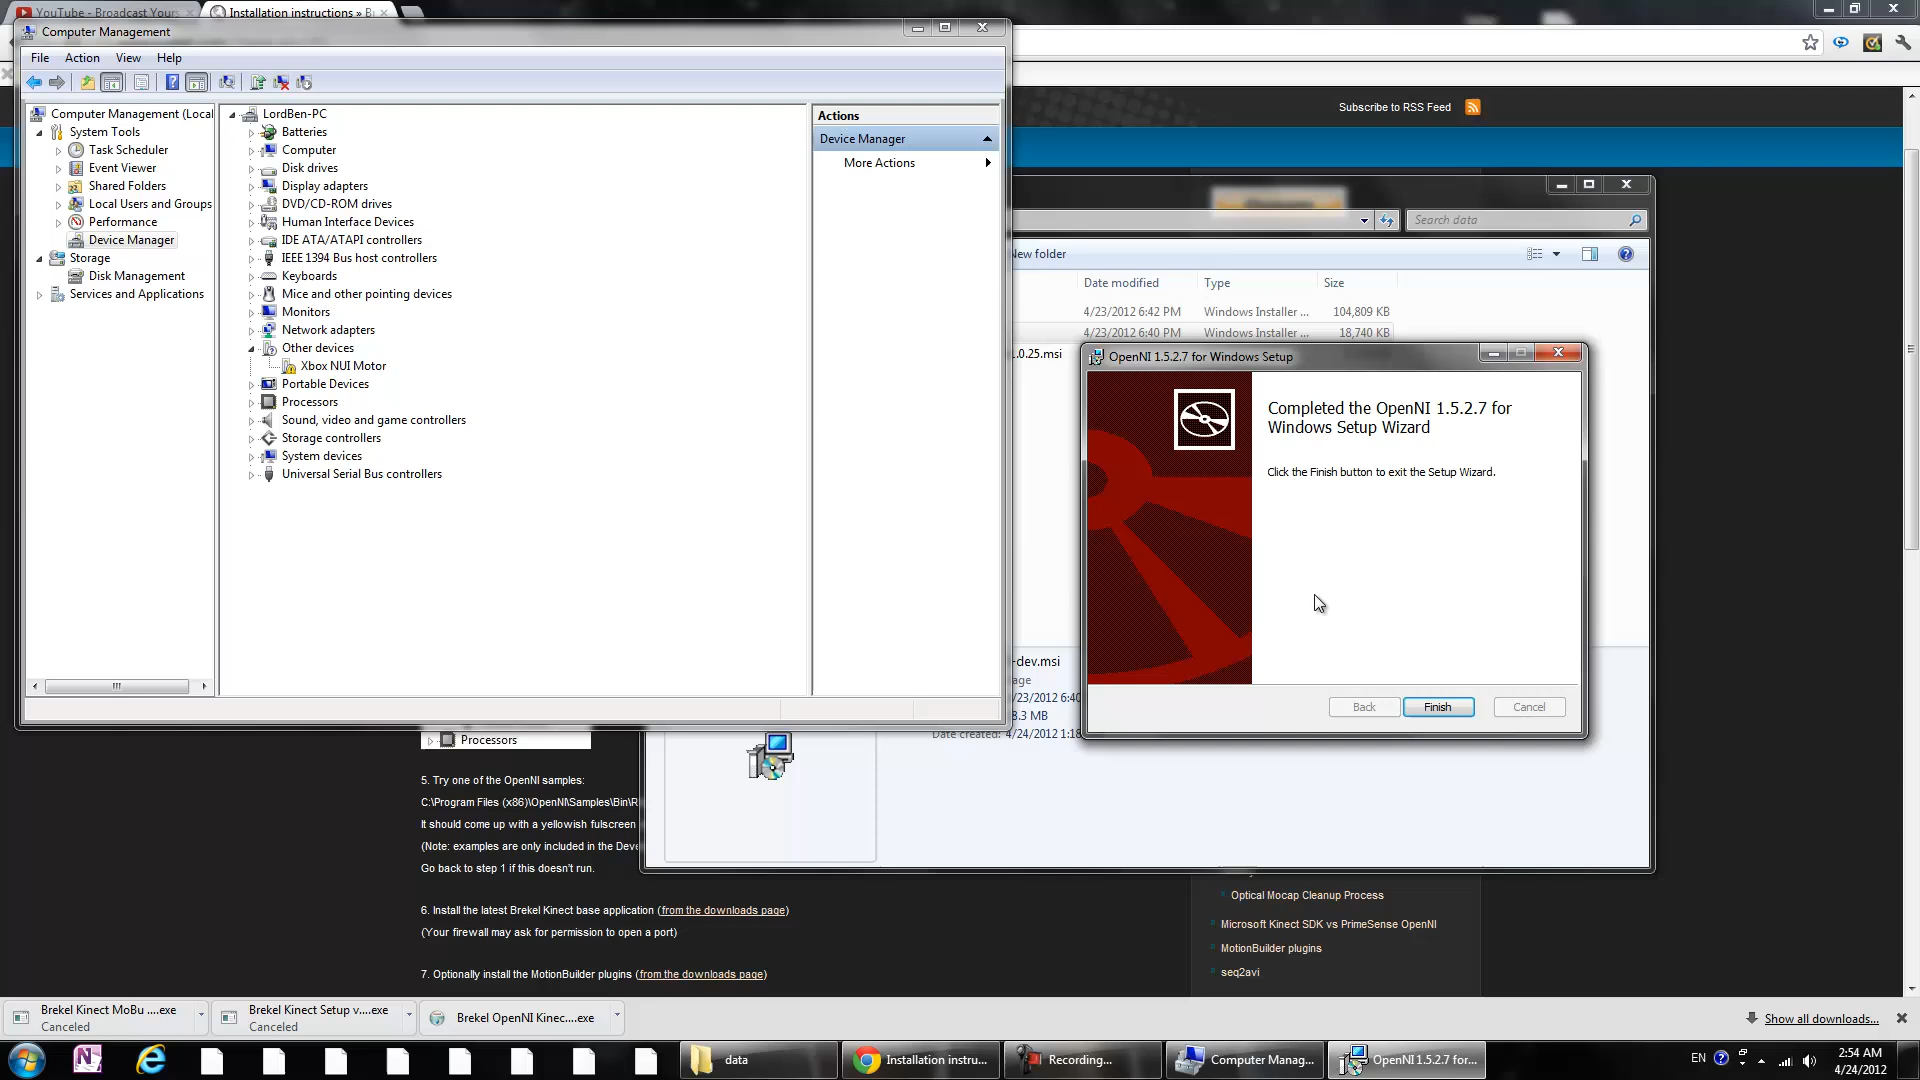 YouTube - Broadcast Yours
Installation instructions » B
Computer Management
File
Action
View
Help
Computer Management (Local
System Tools
Task Scheduler
Event Viewer
Shared Folders
Local Users and Groups
Performance
Device Manager
Storage
Disk Management
Services and Applications
LordBen-PC
Batteries
Computer
Disk drives
Display adapters
DVD/CD-ROM drives
Human Interface Devices
IDE ATA/ATAPI controllers
IEEE 1394 Bus host controllers
Keyboards
Mice and other pointing devices
Monitors
Network adapters
Other devices
Xbox NUI Motor
Portable Devices
Processors
Sound, video and game controllers
Storage controllers
System devices
Universal Serial Bus controllers
Actions
Device Manager
More Actions
Subscribe to RSS Feed
Search data
New folder
Date modified
Type
Size
4/23/2012 6:42 PM
Windows Installer ...
104,809 KB
4/23/2012 6:40 PM
Windows Installer ...
18,740 KB
1.0.25.msi
-dev.msi
age
/23/2012 6:40
8.3 MB
Date created: 4/24/2012 1:18
OpenNI 1.5.2.7 for Windows Setup
Completed the OpenNI 1.5.2.7 for
Windows Setup Wizard
Click the Finish button to exit the Setup Wizard.
Back
Finish
Cancel
Processors
5. Try one of the OpenNI samples:
C:\Program Files (x86)\OpenNI\Samples\Bin\R
It should come up with a yellowish fulscreen
(Note: examples are only included in the Deve
Go back to step 1 if this doesn't run.
6. Install the latest Brekel Kinect base application (from the downloads page)
(Your firewall may ask for permission to open a port)
7. Optionally install the MotionBuilder plugins (from the downloads page)
Optical Mocap Cleanup Process
Microsoft Kinect SDK vs PrimeSense OpenNI
MotionBuilder plugins
seq2avi
Brekel Kinect MoBu ....exe
Canceled
Brekel Kinect Setup v....exe
Canceled
Brekel OpenNI Kinec....exe
Show all downloads...
data
Installation instru...
Recording...
Computer Manag...
OpenNI 1.5.2.7 for...
EN
2:54 AM
4/24/2012